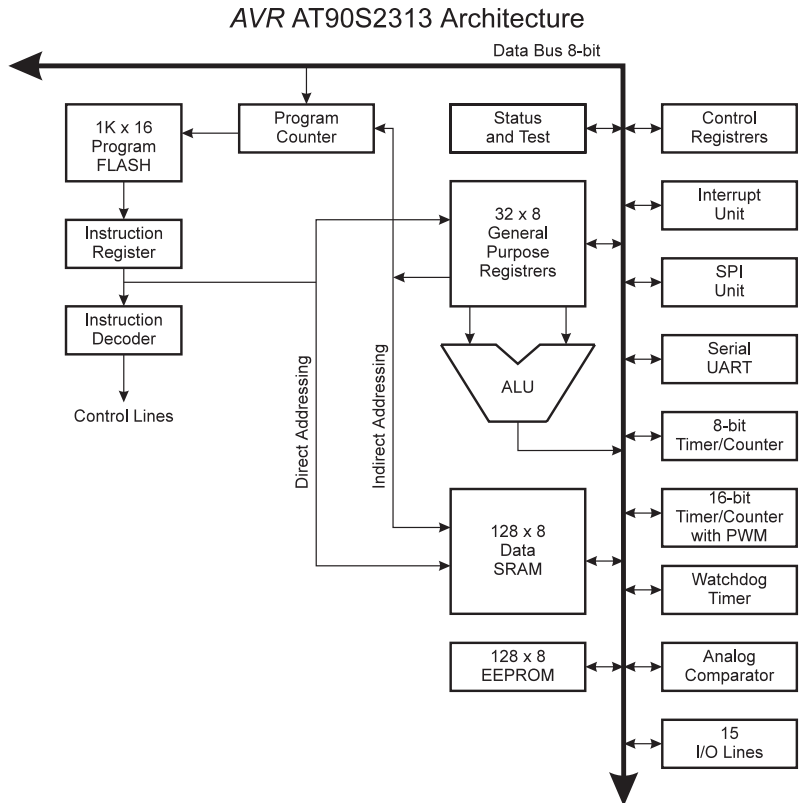 AVR AT90S2313 Architecture
Data Bus 8-bit
1K x 16
Program
FLASH
Program
Counter
Status
and Test
Control
Registrers
Instruction
Register
32 x 8
General
Purpose
Registrers
Interrupt
Unit
SPI
Unit
Instruction
Decoder
Control Lines
Direct Addressing
Indirect Addressing
ALU
Serial
UART
8-bit
Timer/Counter
128 x 8
Data
SRAM
16-bit
Timer/Counter
with PWM
Watchdog
Timer
128 x 8
EEPROM
Analog
Comparator
15
I/O Lines